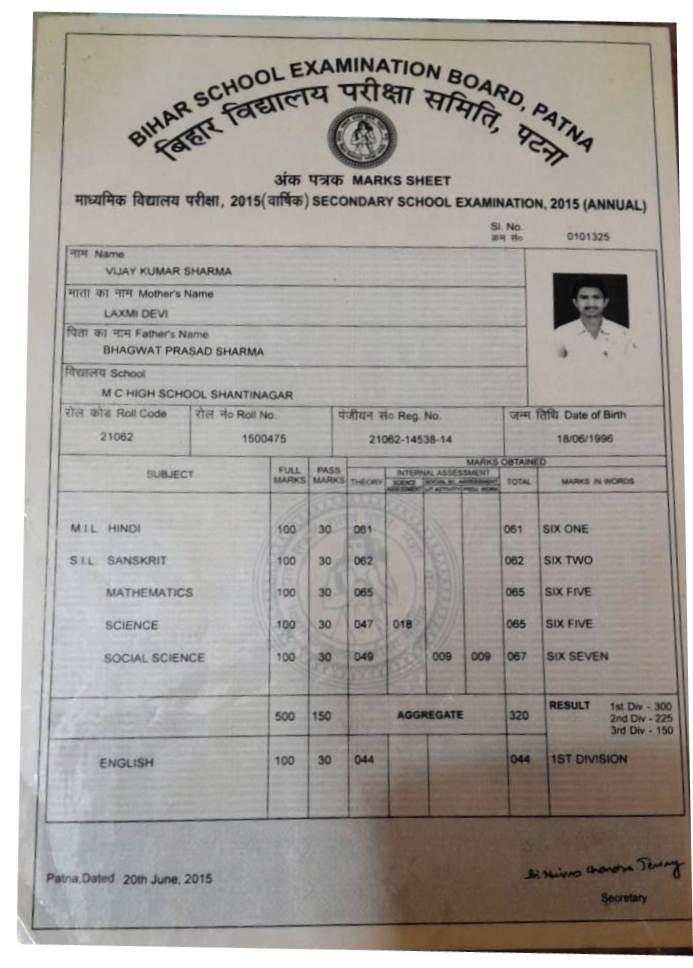 BIHAR SCHOOL EXAMINATION BOARD, PATNA
बिहार विद्यालय परीक्षा समिति, पटना
अंक पत्रक MARKS SHEET
माध्यमिक विद्यालय परीक्षा, 2015(वार्षिक) SECONDARY SCHOOL EXAMINATION, 2015 (ANNUAL)
Sl. No.
क्रम सं० 0101325
नाम Name
VIJAY KUMAR SHARMA
माता का नाम Mother's Name
LAXMI DEVI
पिता का नाम Father's Name
BHAGWAT PRASAD SHARMA
विद्यालय School
M C HIGH SCHOOL SHANTINAGAR
रोल कोड Roll Code रोल नं० Roll No. पंजीयन सं० Reg. No. जन्म तिथि Date of Birth
21062 1500475 21062-14538-14 18/06/1996
MARKS OBTAINED
SUBJECT FULL MARKS PASS MARKS THEORY INTERNAL ASSESSMENT TOTAL MARKS IN WORDS
SCIENCE ASSESSMENT
M.I.L HINDI 100 30 061 061 SIX ONE
S.I.L SANSKRIT 100 30 062 062 SIX TWO
MATHEMATICS 100 30 065 065 SIX FIVE
SCIENCE 100 30 047 018 065 SIX FIVE
SOCIAL SCIENCE 100 30 049 009 009 067 SIX SEVEN
500 150 AGGREGATE 320 RESULT 1st Div - 300
2nd Div - 225
3rd Div - 150
ENGLISH 100 30 044 044 1ST DIVISION
Patna,Dated 20th June, 2015
Secretary